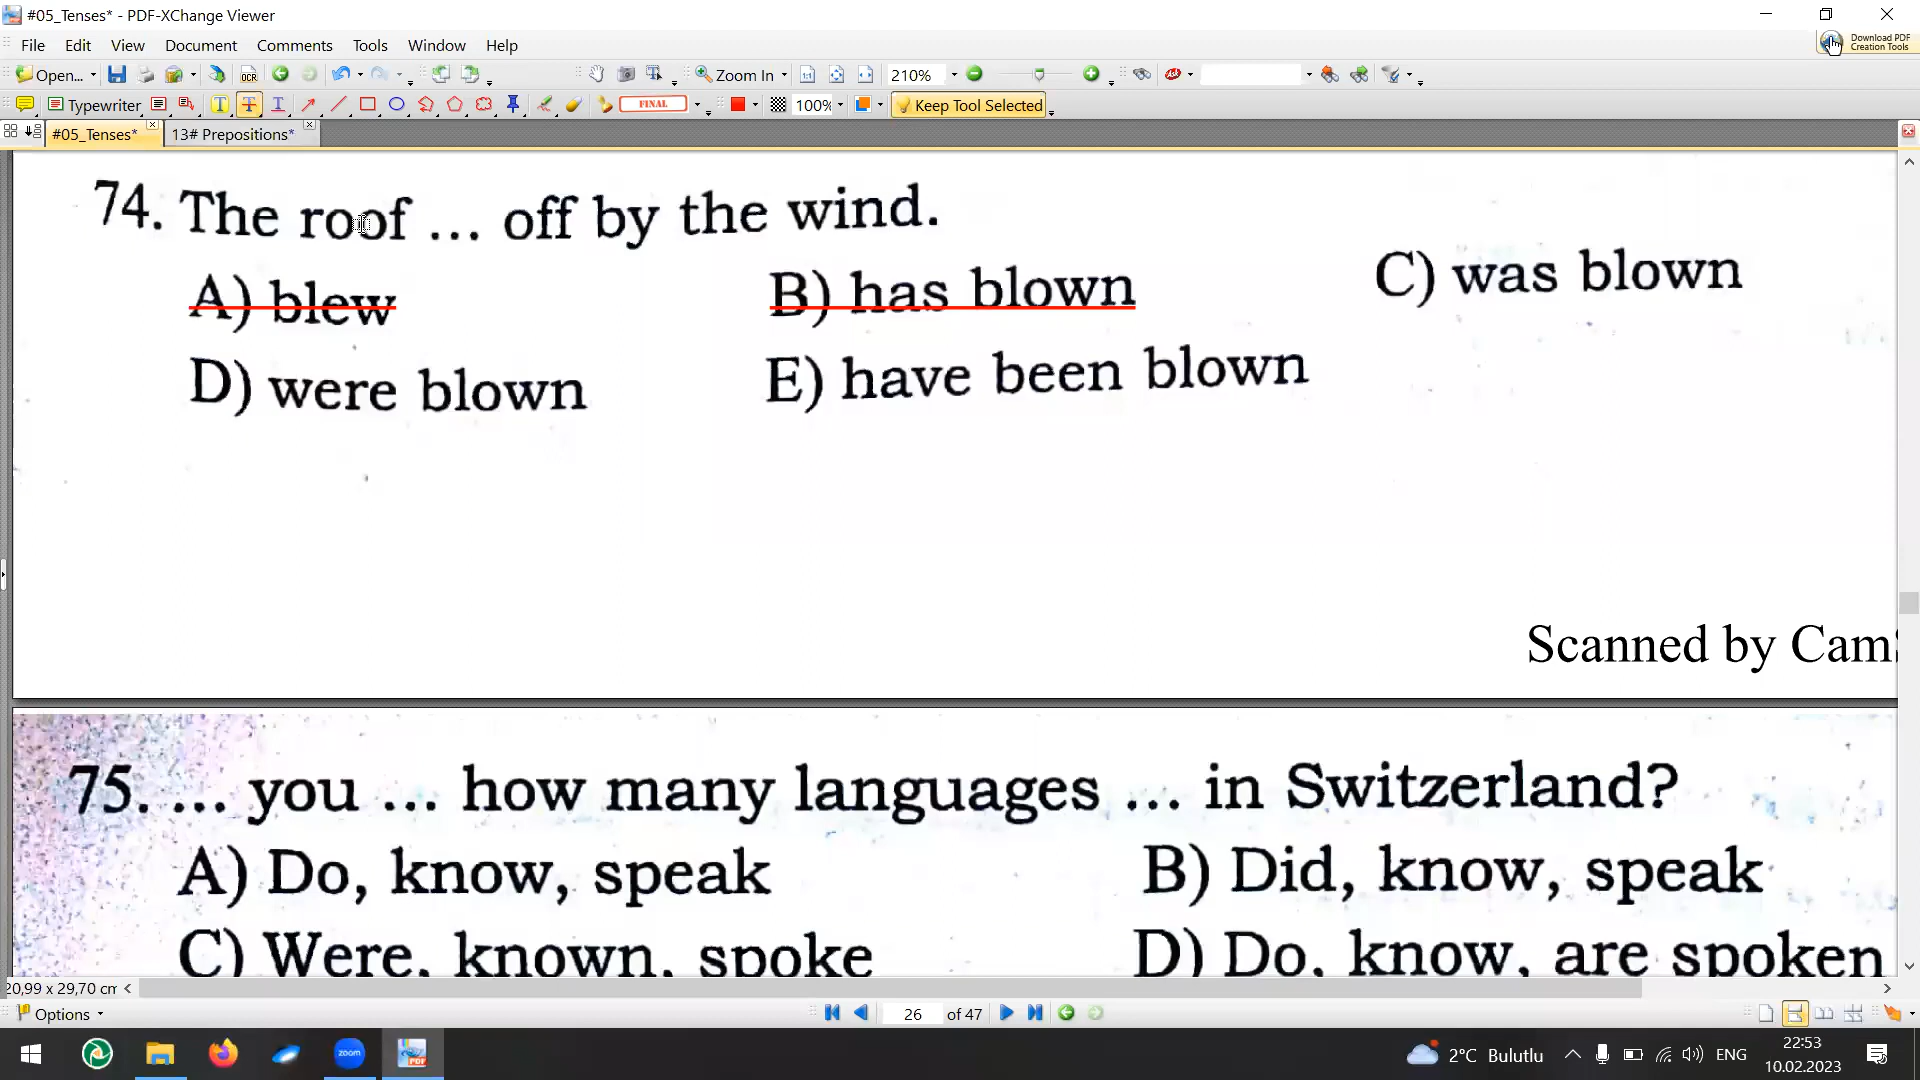 #05_Tenses* - PDF-XChange Viewer
File Edit View Document Comments Tools Window Help
Download PDF
Creation Tools
Open... OCR Zoom In 210%
Typewriter FINAL 100% Keep Tool Selected
#05_Tenses* 13# Prepositions*
74. The roof ... off by the wind.
A) blew B) has blown C) was blown
D) were blown E) have been blown
Scanned by Cam
75. ... you ... how many languages ... in Switzerland?
A) Do, know, speak B) Did, know, speak
C) Were, known, spoke D) Do, know, are spoken
20,99 x 29,70 cm
Options 26 of 47
zoom PDF 2°C Bulutlu ENG 22:53
10.02.2023